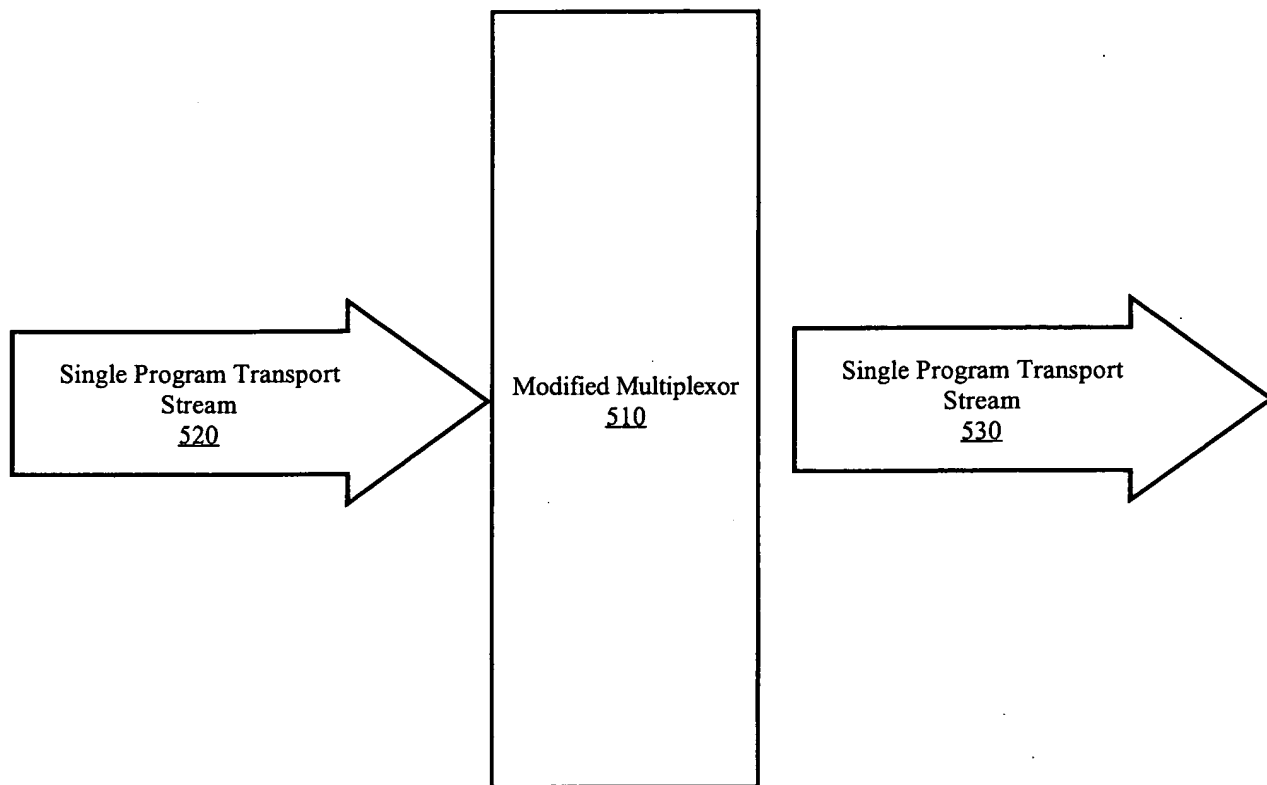 Single Program Transport
Stream
520
Modified Multiplexor
510
Single Program Transport
Stream
530